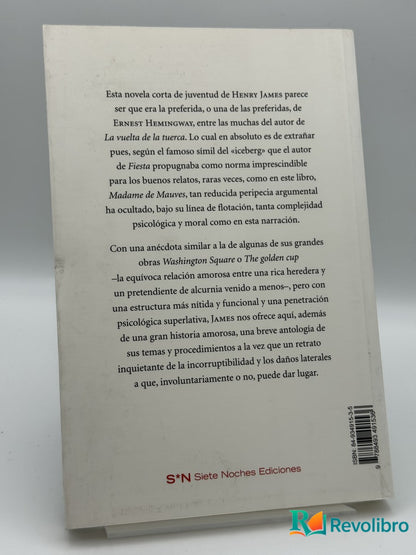 Esta novela corta de juventud de HENRY JAMES parece
ser que era la preferida, o una de las preferidas, de
ERNEST HEMINGWAY, entre las muchas del autor de
La vuelta de la tuerca. Lo cual en absoluto es de extrañar
pues, según el famoso símil del «iceberg» que el autor
de Fiesta propugnaba como norma imprescindible
para los buenos relatos, raras veces, como en este libro,
Madame de Mauves, tan reducida peripecia argumental
ha ocultado, bajo su línea de flotación, tanta complejidad
psicológica y moral como en esta narración.
Con una anécdota similar a la de algunas de sus grandes
obras Washington Square o The golden cup
–la equívoca relación amorosa entre una rica heredera y
un pretendiente de alcurnia venido a menos–, pero con
una estructura más nítida y funcional y una penetración
psicológica superlativa, JAMES nos ofrece aquí, además
de una gran historia amorosa, una breve antología de
sus temas y procedimientos a la vez que un retrato
inquietante de la incorruptibilidad y los daños laterales
a que, involuntariamente o no, puede dar lugar.
S*N Siete Noches Ediciones
ISBN: 84-934915-3-5
9 788493 491536
Revolibro